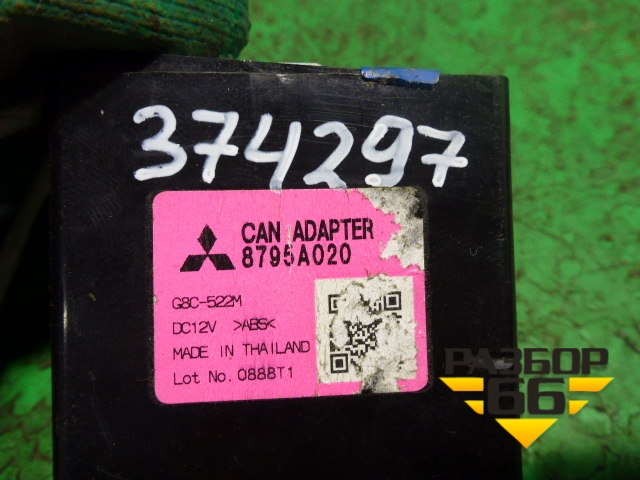 374297
CAN ADAPTER
8795A020
G8C-522M
DC12V >ABS<
MADE IN THAILAND
Lot No. 0888T1
РАЗБОР
66